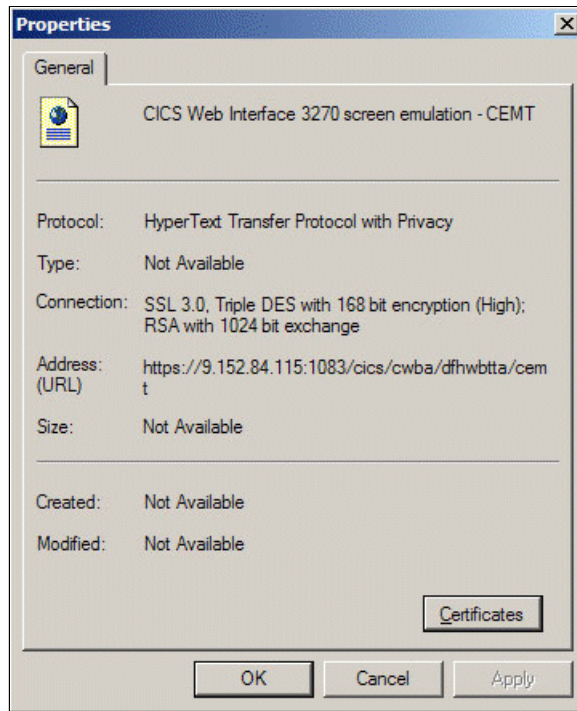 Properties
General
CICS Web Interface 3270 screen emulation - CEMT
Protocol: HyperText Transfer Protocol with Privacy
Type: Not Available
Connection: SSL 3.0, Triple DES with 168 bit encryption (High);
RSA with 1024 bit exchange
Address: https://9.152.84.115:1083/cics/cwba/dfhwbtta/cem
(URL) t
Size: Not Available
Created: Not Available
Modified: Not Available
Certificates
OK Cancel Apply